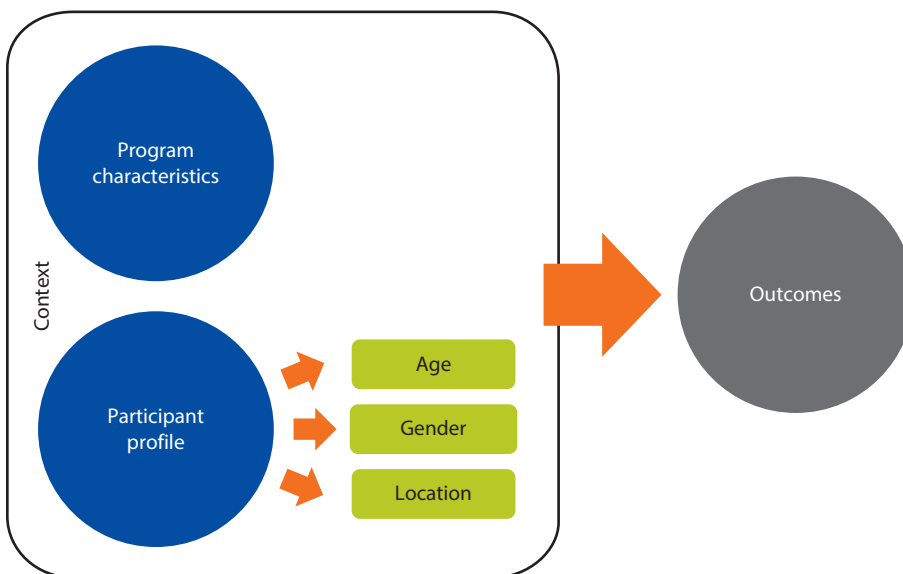 Program
characteristics
Context
Participant
profile
Age
Gender
Location
Outcomes